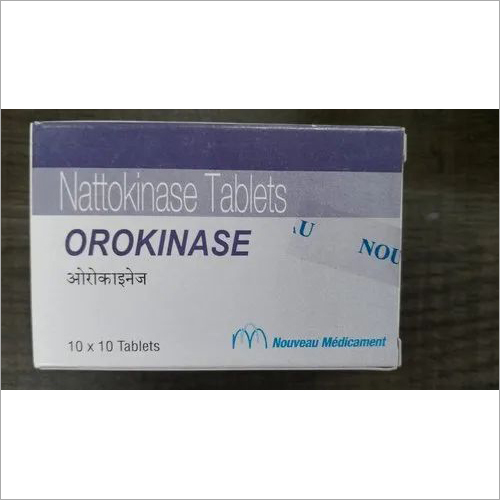 Nattokinase Tablets
.U
NOU
OROKINASE
ओरोकाइनेज
10 x 10 Tablets
Nouveau Médicament